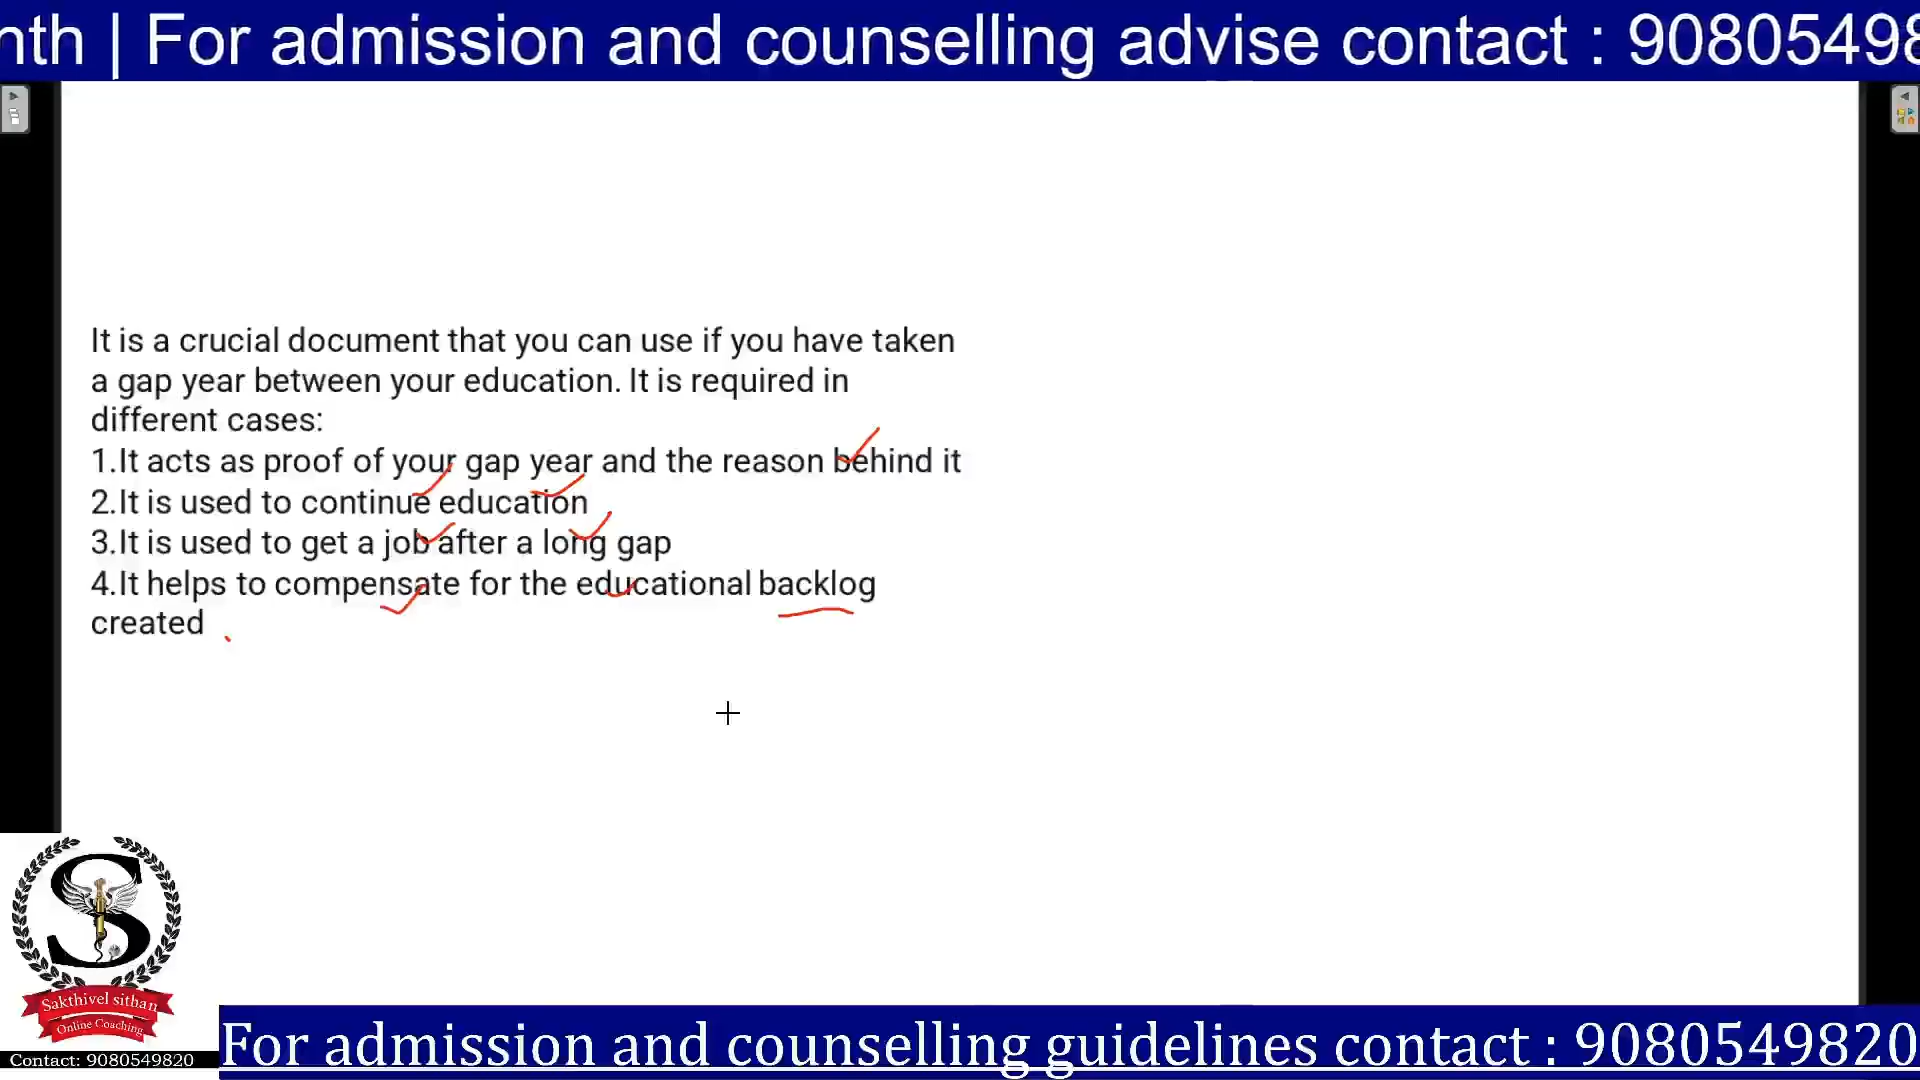 nth | For admission and counselling advise contact : 90805498
It is a crucial document that you can use if you have taken
a gap year between your education. It is required in
different cases:
1.It acts as proof of your gap year and the reason behind it
2.It is used to continue education
3.It is used to get a job after a long gap
4.It helps to compensate for the educational backlog
created
S
Sakthivel sithan
Online Coaching
Contact: 9080549820
For admission and counselling guidelines contact : 9080549820